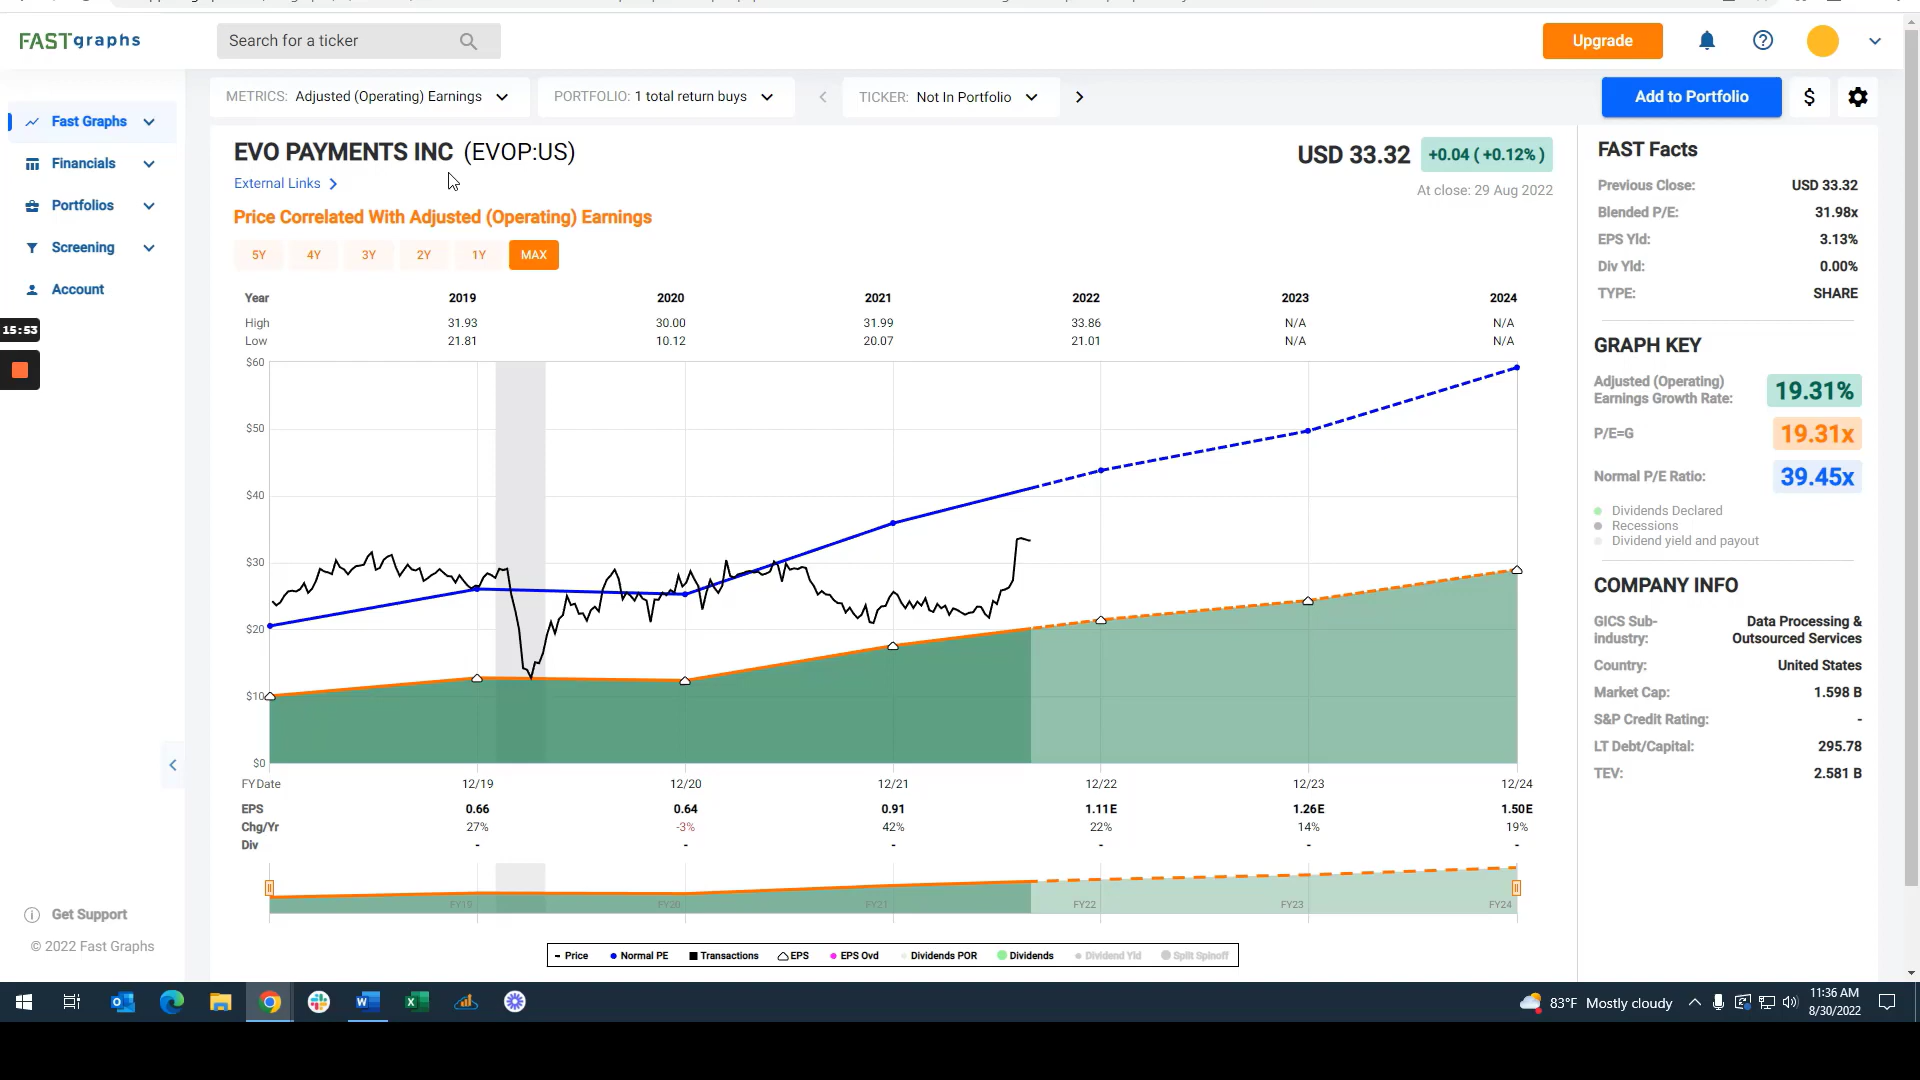 FAST graphs
Search for a ticker
Upgrade
METRICS: Adjusted (Operating) Earnings
PORTFOLIO: 1 total return buys
TICKER: Not In Portfolio
Add to Portfolio
$
Fast Graphs
Financials
Portfolios
Screening
Account
15:53
Get Support
© 2022 Fast Graphs
EVO PAYMENTS INC (EVOP:US)
External Links
USD 33.32 +0.04 ( +0.12% )
At close: 29 Aug 2022
Price Correlated With Adjusted (Operating) Earnings
5Y 4Y 3Y 2Y 1Y MAX
Year 2019 2020 2021 2022 2023 2024
High 31.93 30.00 31.99 33.86 N/A N/A
Low 21.81 10.12 20.07 21.01 N/A N/A
$60
$50
$40
$30
$20
$10
$0
FY Date 12/19 12/20 12/21 12/22 12/23 12/24
EPS 0.66 0.64 0.91 1.11E 1.26E 1.50E
Chg/Yr 27% -3% 42% 22% 14% 19%
Div - - - - - -
FY19 FY20 FY21 FY22 FY23 FY24
Price Normal PE Transactions EPS EPS Ovd Dividends POR Dividends Dividend Yld Split Spinoff
FAST Facts
Previous Close: USD 33.32
Blended P/E: 31.98x
EPS Yld: 3.13%
Div Yld: 0.00%
TYPE: SHARE
GRAPH KEY
Adjusted (Operating)
Earnings Growth Rate: 19.31%
P/E=G 19.31x
Normal P/E Ratio: 39.45x
Dividends Declared
Recessions
Dividend yield and payout
COMPANY INFO
GICS Sub-
industry: Data Processing &
Outsourced Services
Country: United States
Market Cap: 1.598 B
S&P Credit Rating: -
LT Debt/Capital: 295.78
TEV: 2.581 B
83°F Mostly cloudy
11:36 AM
8/30/2022